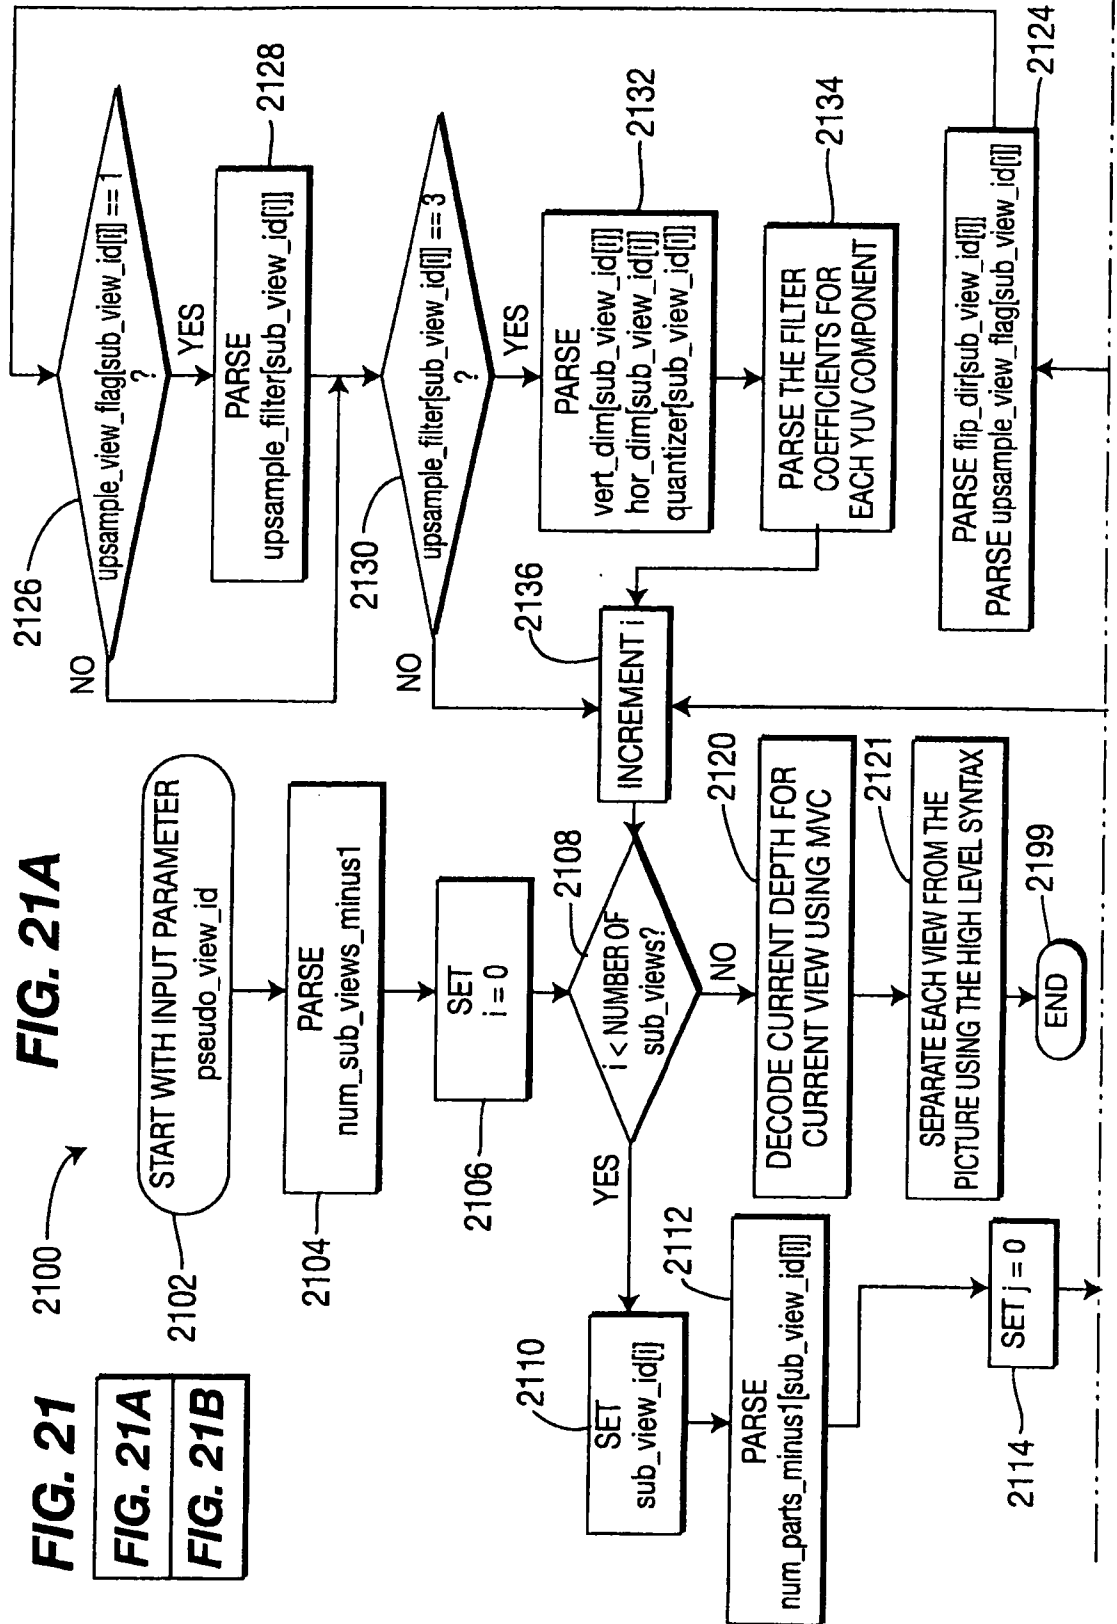 FIG. 21
FIG. 21A
FIG. 21B
FIG. 21A
2100
START WITH INPUT PARAMETER
pseudo_view_id
2102
PARSE
num_sub_views_minus1
2104
SET
i = 0
2106
i < NUMBER OF
sub_views?
2108
YES
NO
SET
sub_view_id[i]
2110
PARSE
num_parts_minus1[sub_view_id[i]]
2112
SET j = 0
2114
DECODE CURRENT DEPTH FOR
CURRENT VIEW USING MVC
2120
SEPARATE EACH VIEW FROM THE
PICTURE USING THE HIGH LEVEL SYNTAX
2121
END
2199
upsample_view_flag[sub_view_id[i]] == 1
?
2126
NO
YES
PARSE
upsample_filter[sub_view_id[i]]
2128
upsample_filter[sub_view_id[i]] == 3
?
2130
NO
YES
PARSE
vert_dim[sub_view_id[i]]
hor_dim[sub_view_id[i]]
quantizer[sub_view_id[i]]
2132
PARSE THE FILTER
COEFFICIENTS FOR
EACH YUV COMPONENT
2134
INCREMENT i
2136
PARSE flip_dir[sub_view_id[i]]
PARSE upsample_view_flag[sub_view_id[i]]
2124